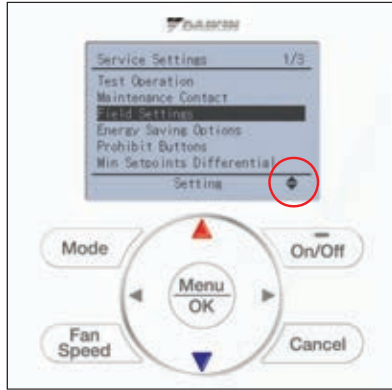 DAIKIN
Service Settings 1/3
Test Operation
Maintenance Contact
Field Settings
Energy Saving Options
Prohibit Buttons
Min Setpoints Differential
Setting
Mode
On/Off
Menu
OK
Fan
Speed
Cancel